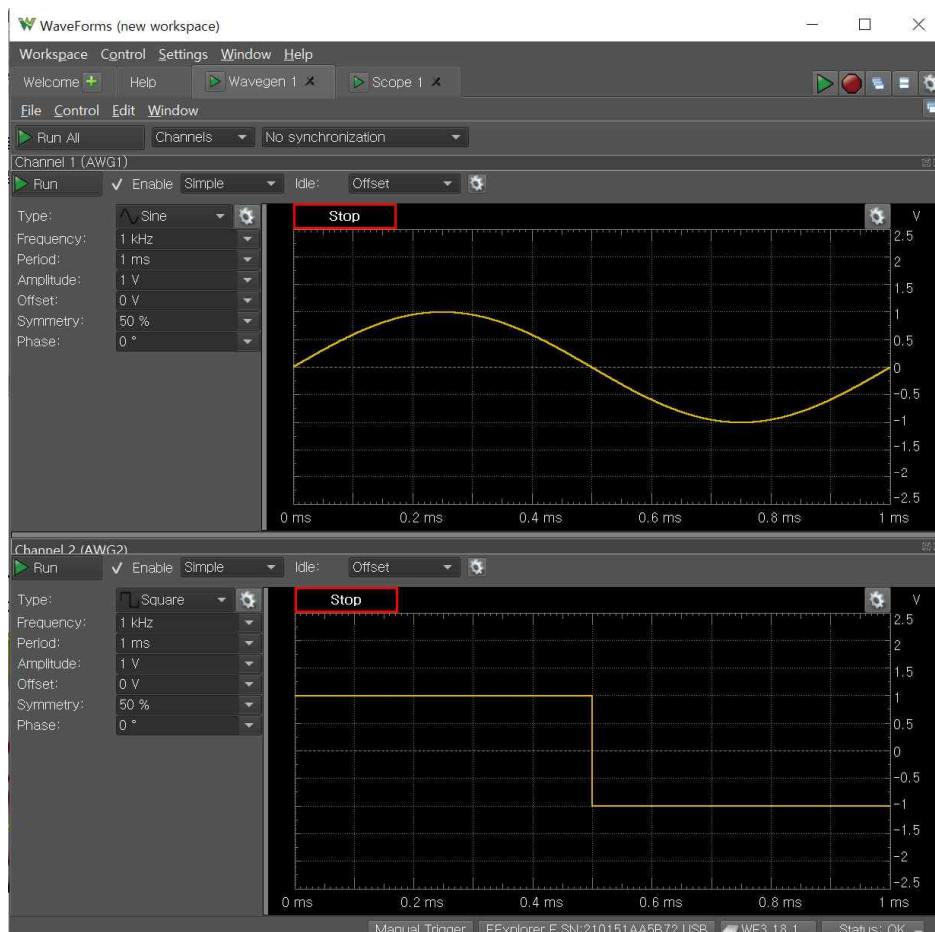 WaveForms (new workspace)
Workspace Control Settings Window Help
Welcome Help Wavegen 1 Scope 1
File Control Edit Window
Run All Channels No synchronization
Channel 1 (AWG1)
Run Enable Simple Idle: Offset
Type: Sine Stop V
Frequency: 1 kHz
Period: 1 ms
Amplitude: 1 V
Offset: 0 V
Symmetry: 50 %
Phase: 0 °
2.5
2
1.5
1
0.5
0
-0.5
-1
-1.5
-2
-2.5
0 ms 0.2 ms 0.4 ms 0.6 ms 0.8 ms 1 ms
Channel 2 (AWG2)
Run Enable Simple Idle: Offset
Type: Square Stop V
Frequency: 1 kHz
Period: 1 ms
Amplitude: 1 V
Offset: 0 V
Symmetry: 50 %
Phase: 0 °
2.5
2
1.5
1
0.5
0
-0.5
-1
-1.5
-2
-2.5
0 ms 0.2 ms 0.4 ms 0.6 ms 0.8 ms 1 ms
Manual Trigger EExplorer E SN:210151AA5B72 USB WF3.18.1 Status: OK